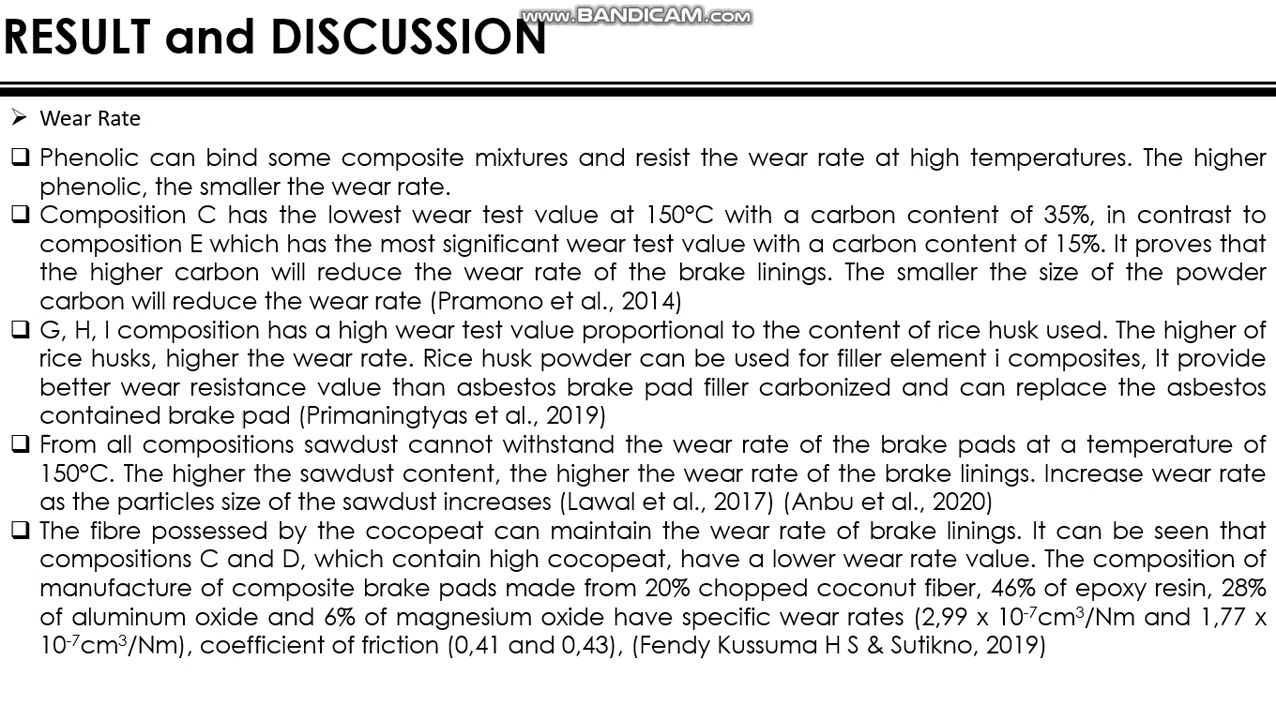 www.BANDICAM.com
RESULT and DISCUSSION
➢ Wear Rate
❑ Phenolic can bind some composite mixtures and resist the wear rate at high temperatures. The higher
phenolic, the smaller the wear rate.
❑ Composition C has the lowest wear test value at 150°C with a carbon content of 35%, in contrast to
composition E which has the most significant wear test value with a carbon content of 15%. It proves that
the higher carbon will reduce the wear rate of the brake linings. The smaller the size of the powder
carbon will reduce the wear rate (Pramono et al., 2014)
❑ G, H, I composition has a high wear test value proportional to the content of rice husk used. The higher of
rice husks, higher the wear rate. Rice husk powder can be used for filler element i composites, It provide
better wear resistance value than asbestos brake pad filler carbonized and can replace the asbestos
contained brake pad (Primaningtyas et al., 2019)
❑ From all compositions sawdust cannot withstand the wear rate of the brake pads at a temperature of
150°C. The higher the sawdust content, the higher the wear rate of the brake linings. Increase wear rate
as the particles size of the sawdust increases (Lawal et al., 2017) (Anbu et al., 2020)
❑ The fibre possessed by the cocopeat can maintain the wear rate of brake linings. It can be seen that
compositions C and D, which contain high cocopeat, have a lower wear rate value. The composition of
manufacture of composite brake pads made from 20% chopped coconut fiber, 46% of epoxy resin, 28%
of aluminum oxide and 6% of magnesium oxide have specific wear rates (2,99 x 10⁻⁷cm³/Nm and 1,77 x
10⁻⁷cm³/Nm), coefficient of friction (0,41 and 0,43), (Fendy Kussuma H S & Sutikno, 2019)